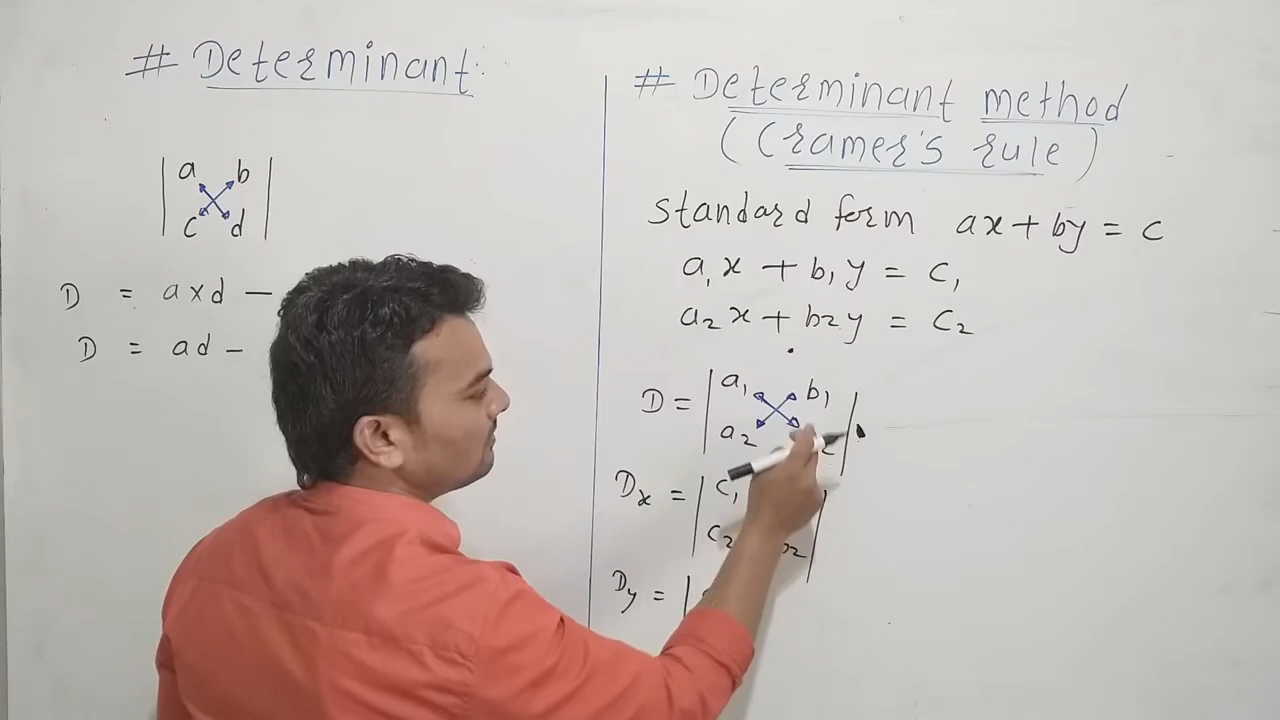 # Determinant
a b
c d
D = a x d –
D = ad –
# Determinant method
(Cramer's rule)
standard form ax + by = c
a₁x + b₁y = c₁
a₂x + b₂y = c₂
D = | a₁ b₁ |
a₂
Dx = | c₁
c₂ b₂ |
Dy = |